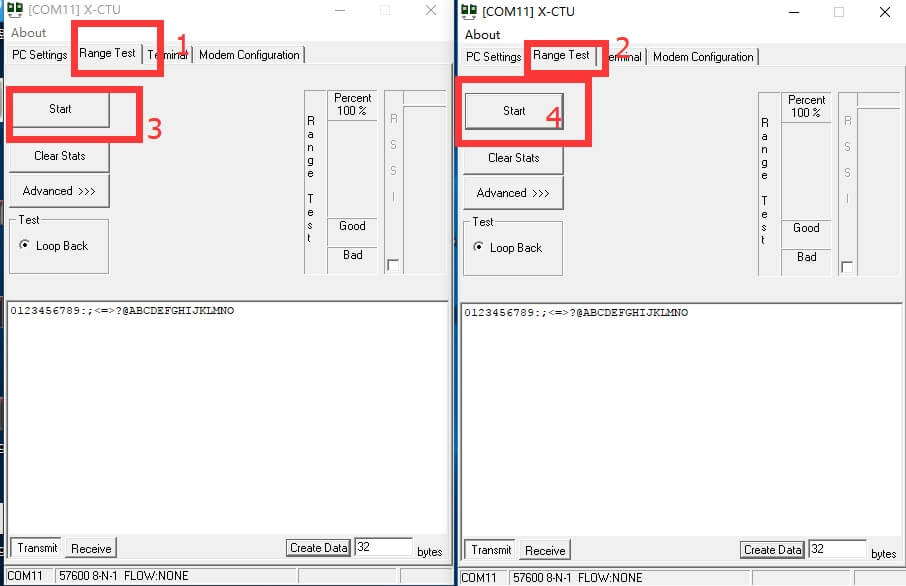 [COM11] X-CTU
About
PC Settings Range Test Terminal Modem Configuration
1
Start
3
Clear Stats
Advanced >>>
Test
Loop Back
Range Test
Percent
100 %
Good
Bad
RSSI
0123456789:;<=>?@ABCDEFGHIJKLMNO
Transmit Receive Create Data 32 bytes
COM11 57600 8-N-1 FLOW:NONE
[COM11] X-CTU
About
PC Settings Range Test Terminal Modem Configuration
2
Start
4
Clear Stats
Advanced >>>
Test
Loop Back
Range Test
Percent
100 %
Good
Bad
RSSI
0123456789:;<=>?@ABCDEFGHIJKLMNO
Transmit Receive Create Data 32 bytes
COM11 57600 8-N-1 FLOW:NONE